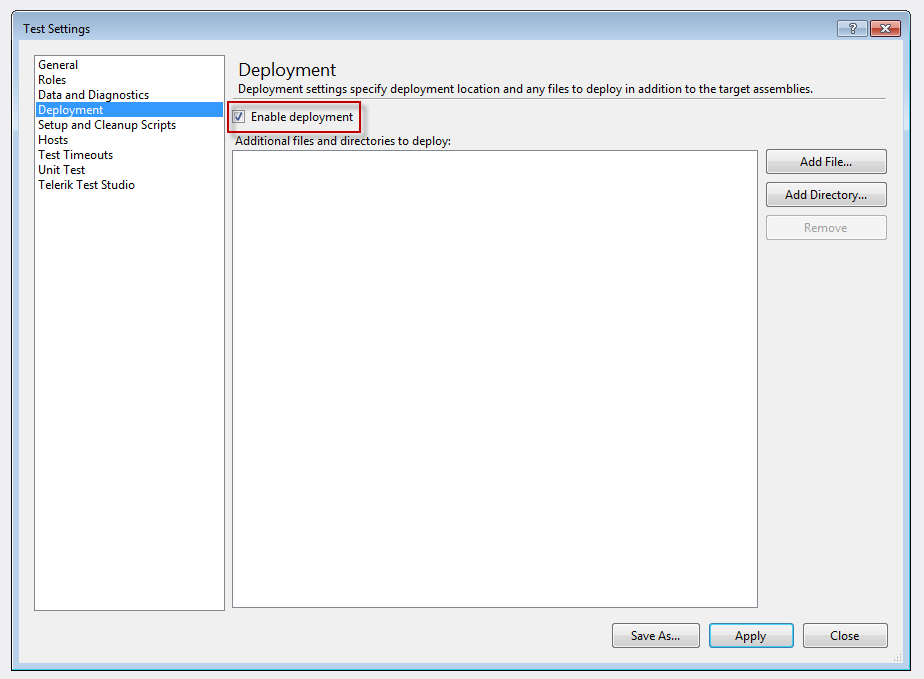 Test Settings
General
Roles
Data and Diagnostics
Deployment
Setup and Cleanup Scripts
Hosts
Test Timeouts
Unit Test
Telerik Test Studio
Deployment
Deployment settings specify deployment location and any files to deploy in addition to the target assemblies.
Enable deployment
Additional files and directories to deploy:
Add File...
Add Directory...
Remove
Save As...
Apply
Close